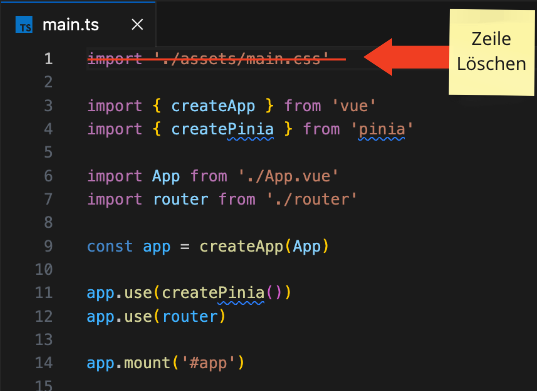 TS main.ts ×
Zeile
Löschen
1 import './assets/main.css'
2
3 import { createApp } from 'vue'
4 import { createPinia } from 'pinia'
5
6 import App from './App.vue'
7 import router from './router'
8
9 const app = createApp(App)
10
11 app.use(createPinia())
12 app.use(router)
13
14 app.mount('#app')
15